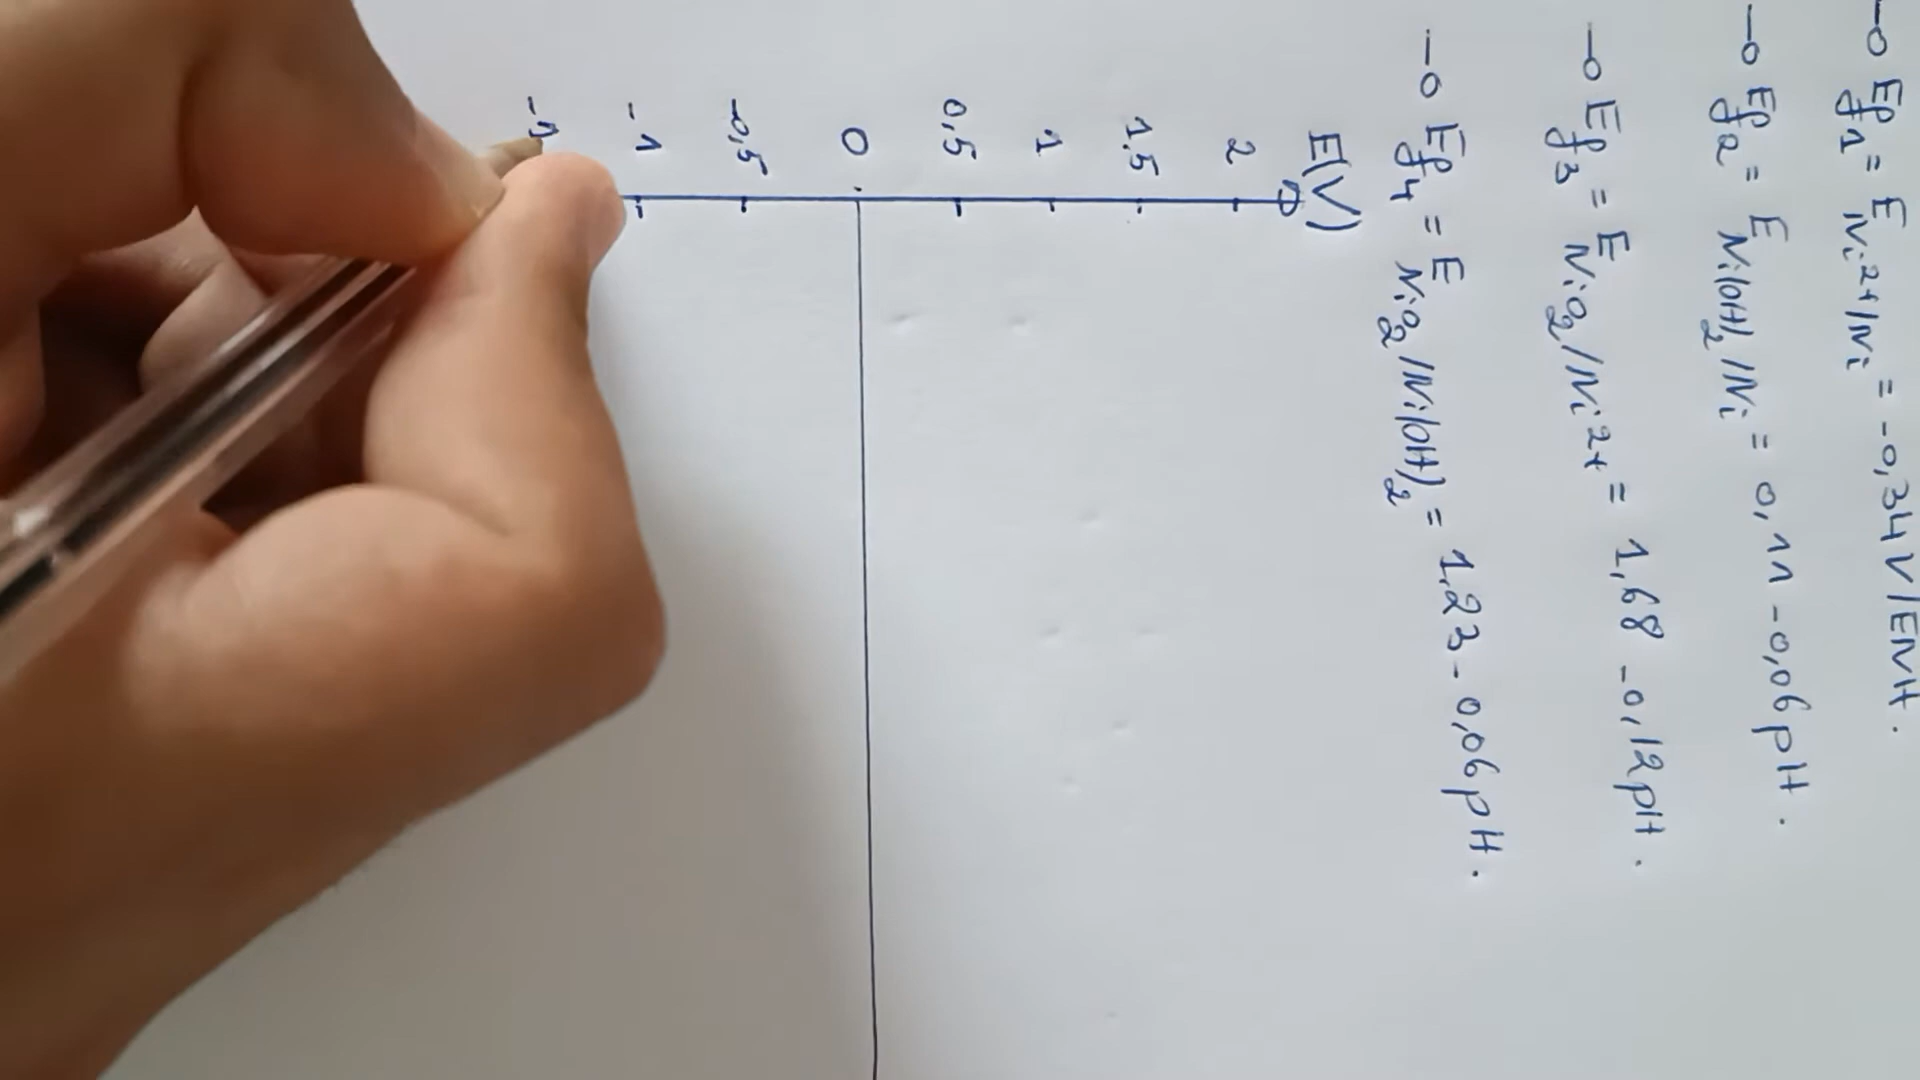 → Ef1 = E Ni²⁺/Ni = -0,34 V/ENH.
→ Ef2 = E Ni(OH)₂/Ni = 0,11 - 0,06 pH.
→ Ef3 = E NiO₂/Ni²⁺ = 1,68 - 0,12 pH.
→ Ef4 = E NiO₂/Ni(OH)₂ = 1,23 - 0,06 pH.
E(V)
2
1,5
1
0,5
0
-0,5
-1
-1